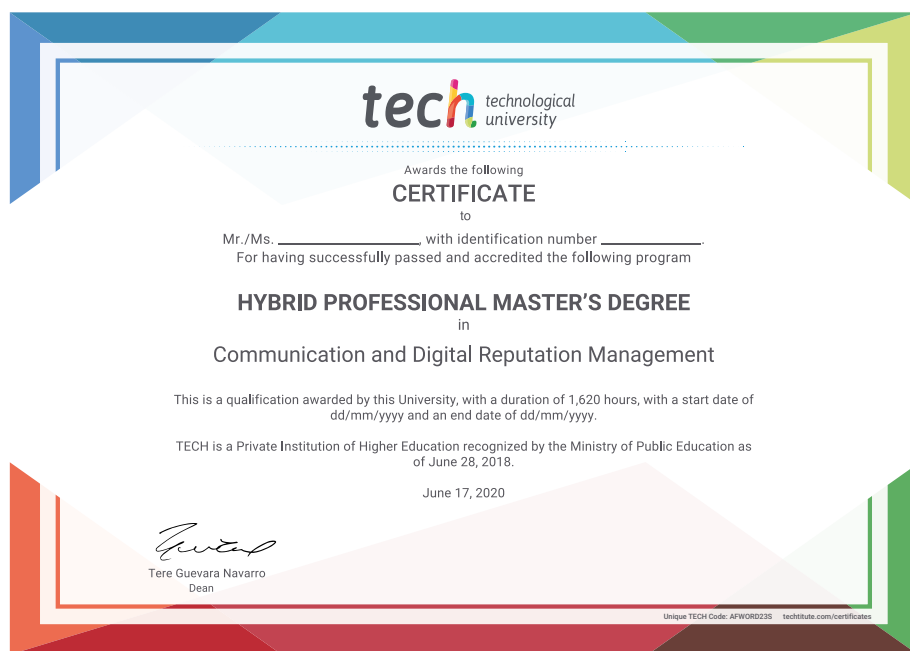 tech technological
university
Awards the following
CERTIFICATE
to
Mr./Ms. ____________________, with identification number ______________.
For having successfully passed and accredited the following program
HYBRID PROFESSIONAL MASTER'S DEGREE
in
Communication and Digital Reputation Management
This is a qualification awarded by this University, with a duration of 1,620 hours, with a start date of
dd/mm/yyyy and an end date of dd/mm/yyyy.
TECH is a Private Institution of Higher Education recognized by the Ministry of Public Education as
of June 28, 2018.
June 17, 2020
Tere Guevara Navarro
Dean
Unique TECH Code: AFWORD23S techtitute.com/certificates